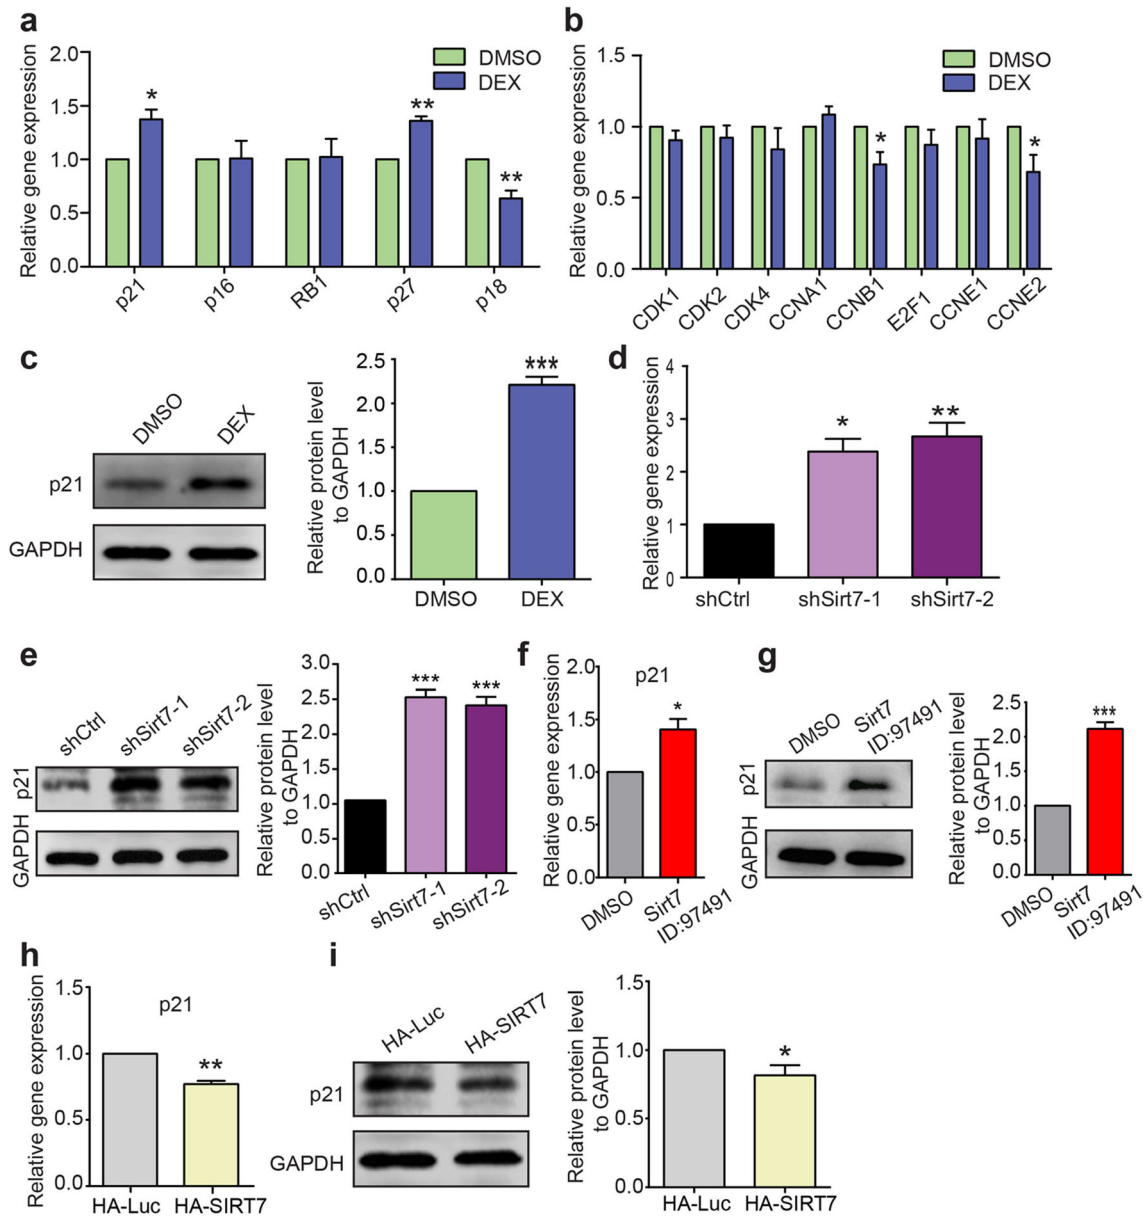 a
Relative gene expression
2.0
1.5
1.0
0.5
0.0
DMSO
DEX
*
**
**
p21
p16
RB1
p27
p18
b
Relative gene expression
1.5
1.0
0.5
0.0
DMSO
DEX
*
*
CDK1
CDK2
CDK4
CCNA1
CCNB1
E2F1
CCNE1
CCNE2
c
DMSO
DEX
p21
GAPDH
Relative protein level
to GAPDH
2.5
2.0
1.5
1.0
0.5
0.0
***
DMSO
DEX
d
Relative gene expression
4
3
2
1
0
*
**
shCtrl
shSirt7-1
shSirt7-2
e
shCtrl
shSirt7-1
shSirt7-2
p21
GAPDH
Relative protein level
to GAPDH
3.0
2.5
2.0
1.0
0.5
0.0
***
***
shCtrl
shSirt7-1
shSirt7-2
f
Relative gene expression
2.0
1.5
1.0
0.5
0.0
p21
*
DMSO
Sirt7
ID:97491
g
DMSO
Sirt7
ID:97491
p21
GAPDH
Relative protein level
to GAPDH
2.5
2.0
1.5
1.0
0.5
0.0
***
DMSO
Sirt7
ID:97491
h
Relative gene expression
1.5
1.0
0.5
0.0
p21
**
HA-Luc
HA-SIRT7
i
HA-Luc
HA-SIRT7
p21
GAPDH
Relative protein level
to GAPDH
1.5
1.0
0.5
0.0
*
HA-Luc
HA-SIRT7